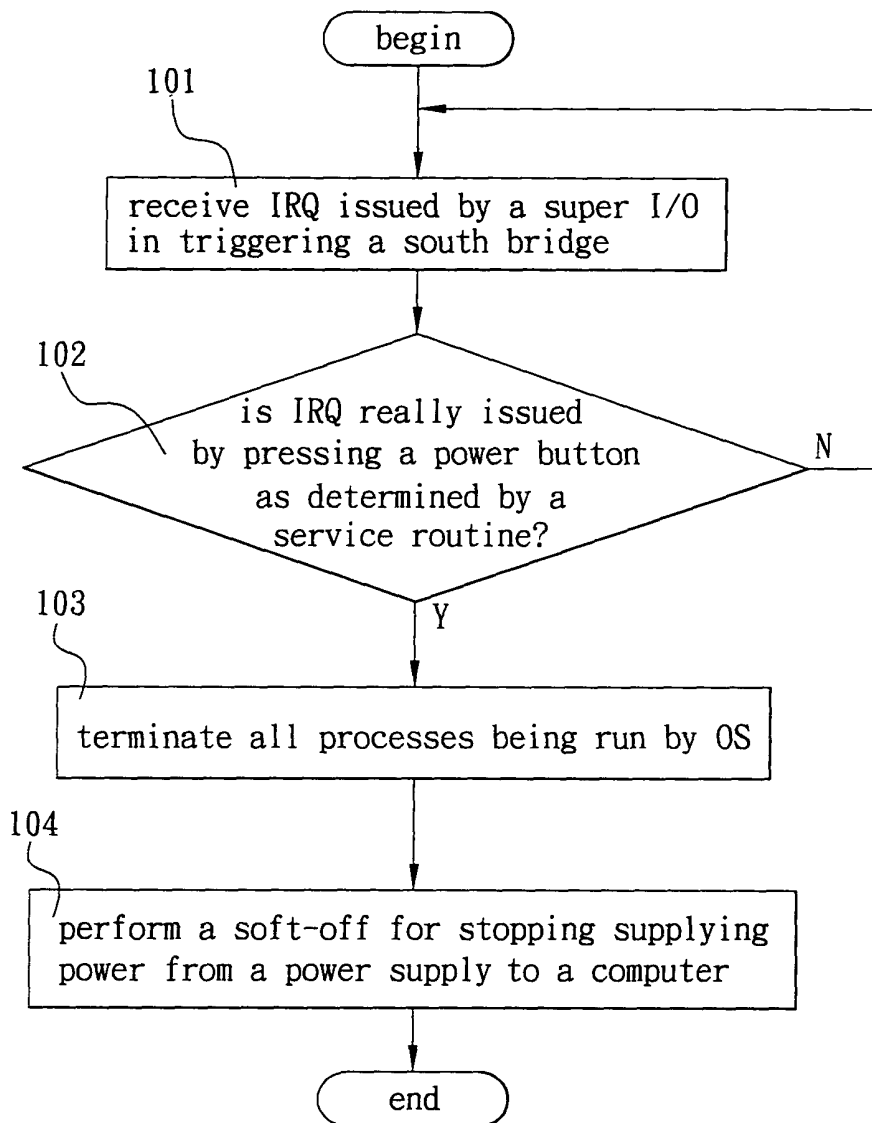 begin
101
receive IRQ issued by a super I/O
in triggering a south bridge
102
is IRQ really issued
by pressing a power button
as determined by a
service routine?
N
Y
103
terminate all processes being run by OS
104
perform a soft-off for stopping supplying
power from a power supply to a computer
end